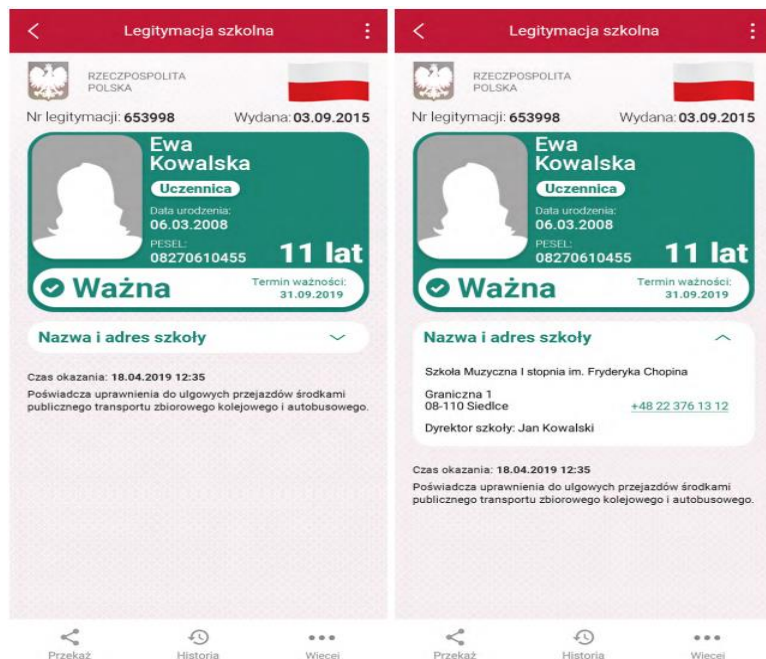 Legitymacja szkolna
RZECZPOSPOLITA
POLSKA
Nr legitymacji: 653998 Wydana: 03.09.2015
Ewa
Kowalska
Uczennica
Data urodzenia:
06.03.2008
PESEL:
08270610455 11 lat
Ważna
Termin ważności:
31.09.2019
Nazwa i adres szkoły
Czas okazania: 18.04.2019 12:35
Poświadcza uprawnienia do ulgowych przejazdów środkami
publicznego transportu zbiorowego kolejowego i autobusowego.
Przekaż Historia Więcej
Legitymacja szkolna
RZECZPOSPOLITA
POLSKA
Nr legitymacji: 653998 Wydana: 03.09.2015
Ewa
Kowalska
Uczennica
Data urodzenia:
06.03.2008
PESEL:
08270610455 11 lat
Ważna
Termin ważności:
31.09.2019
Nazwa i adres szkoły
Szkoła Muzyczna I stopnia im. Fryderyka Chopina
Graniczna 1
08-110 Siedlce +48 22 376 13 12
Dyrektor szkoły: Jan Kowalski
Czas okazania: 18.04.2019 12:35
Poświadcza uprawnienia do ulgowych przejazdów środkami
publicznego transportu zbiorowego kolejowego i autobusowego.
Przekaż Historia Więcej